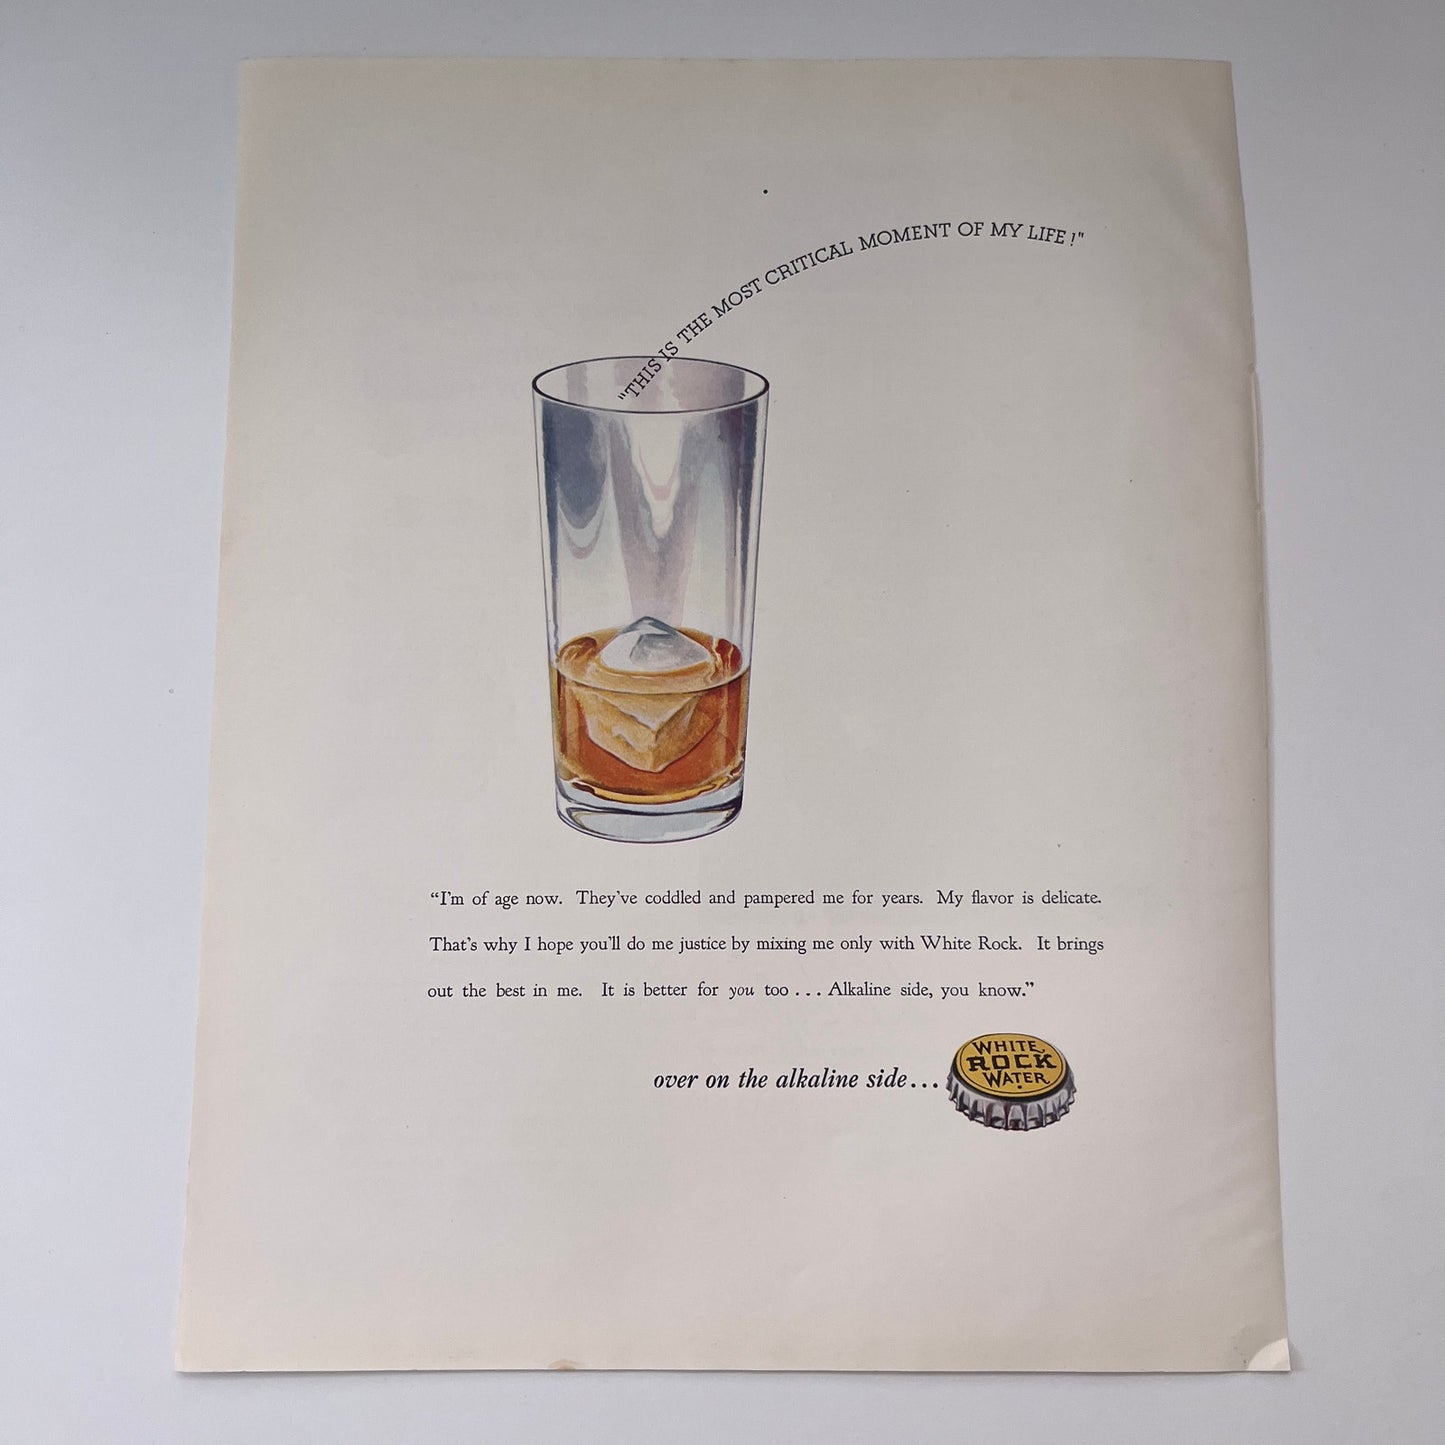 "THIS IS THE MOST CRITICAL MOMENT OF MY LIFE!"
“I’m of age now. They’ve coddled and pampered me for years. My flavor is delicate.
That’s why I hope you’ll do me justice by mixing me only with White Rock. It brings
out the best in me. It is better for you too . . . Alkaline side, you know.”
over on the alkaline side...
WHITE
ROCK
WATER